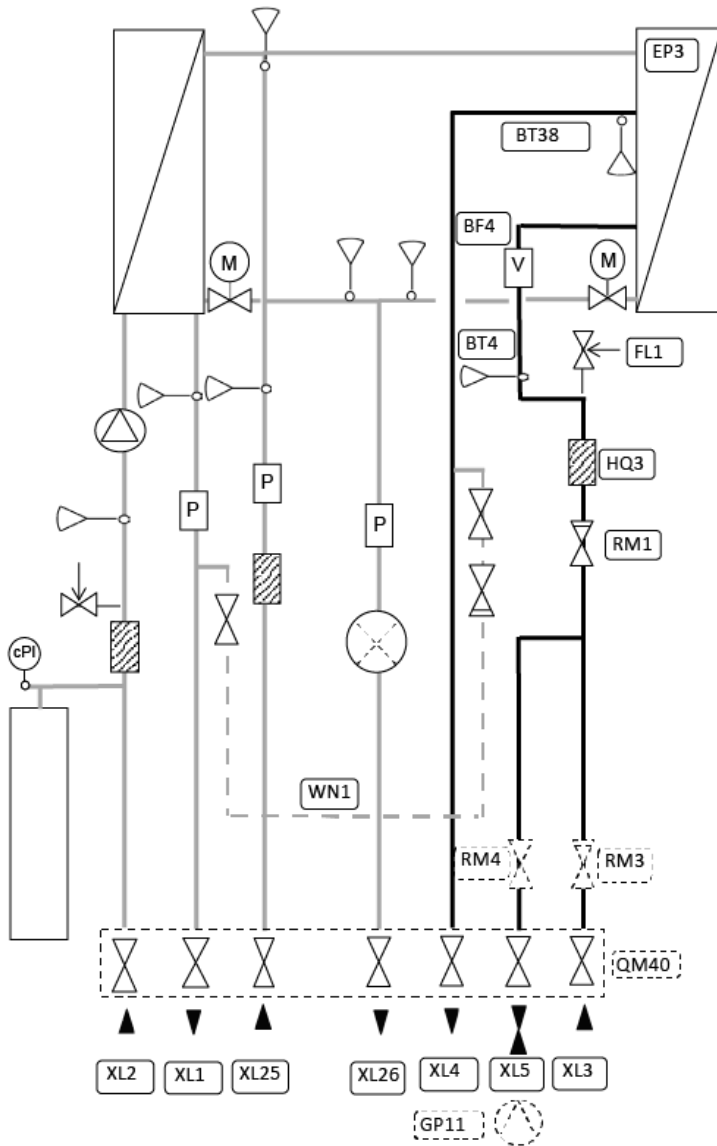 EP3
BT38
BF4
V
M
M
BT4
FL1
HQ3
P
P
P
RM1
cPI
WN1
RM4
RM3
QM40
XL2
XL1
XL25
XL26
XL4
XL5
XL3
GP11